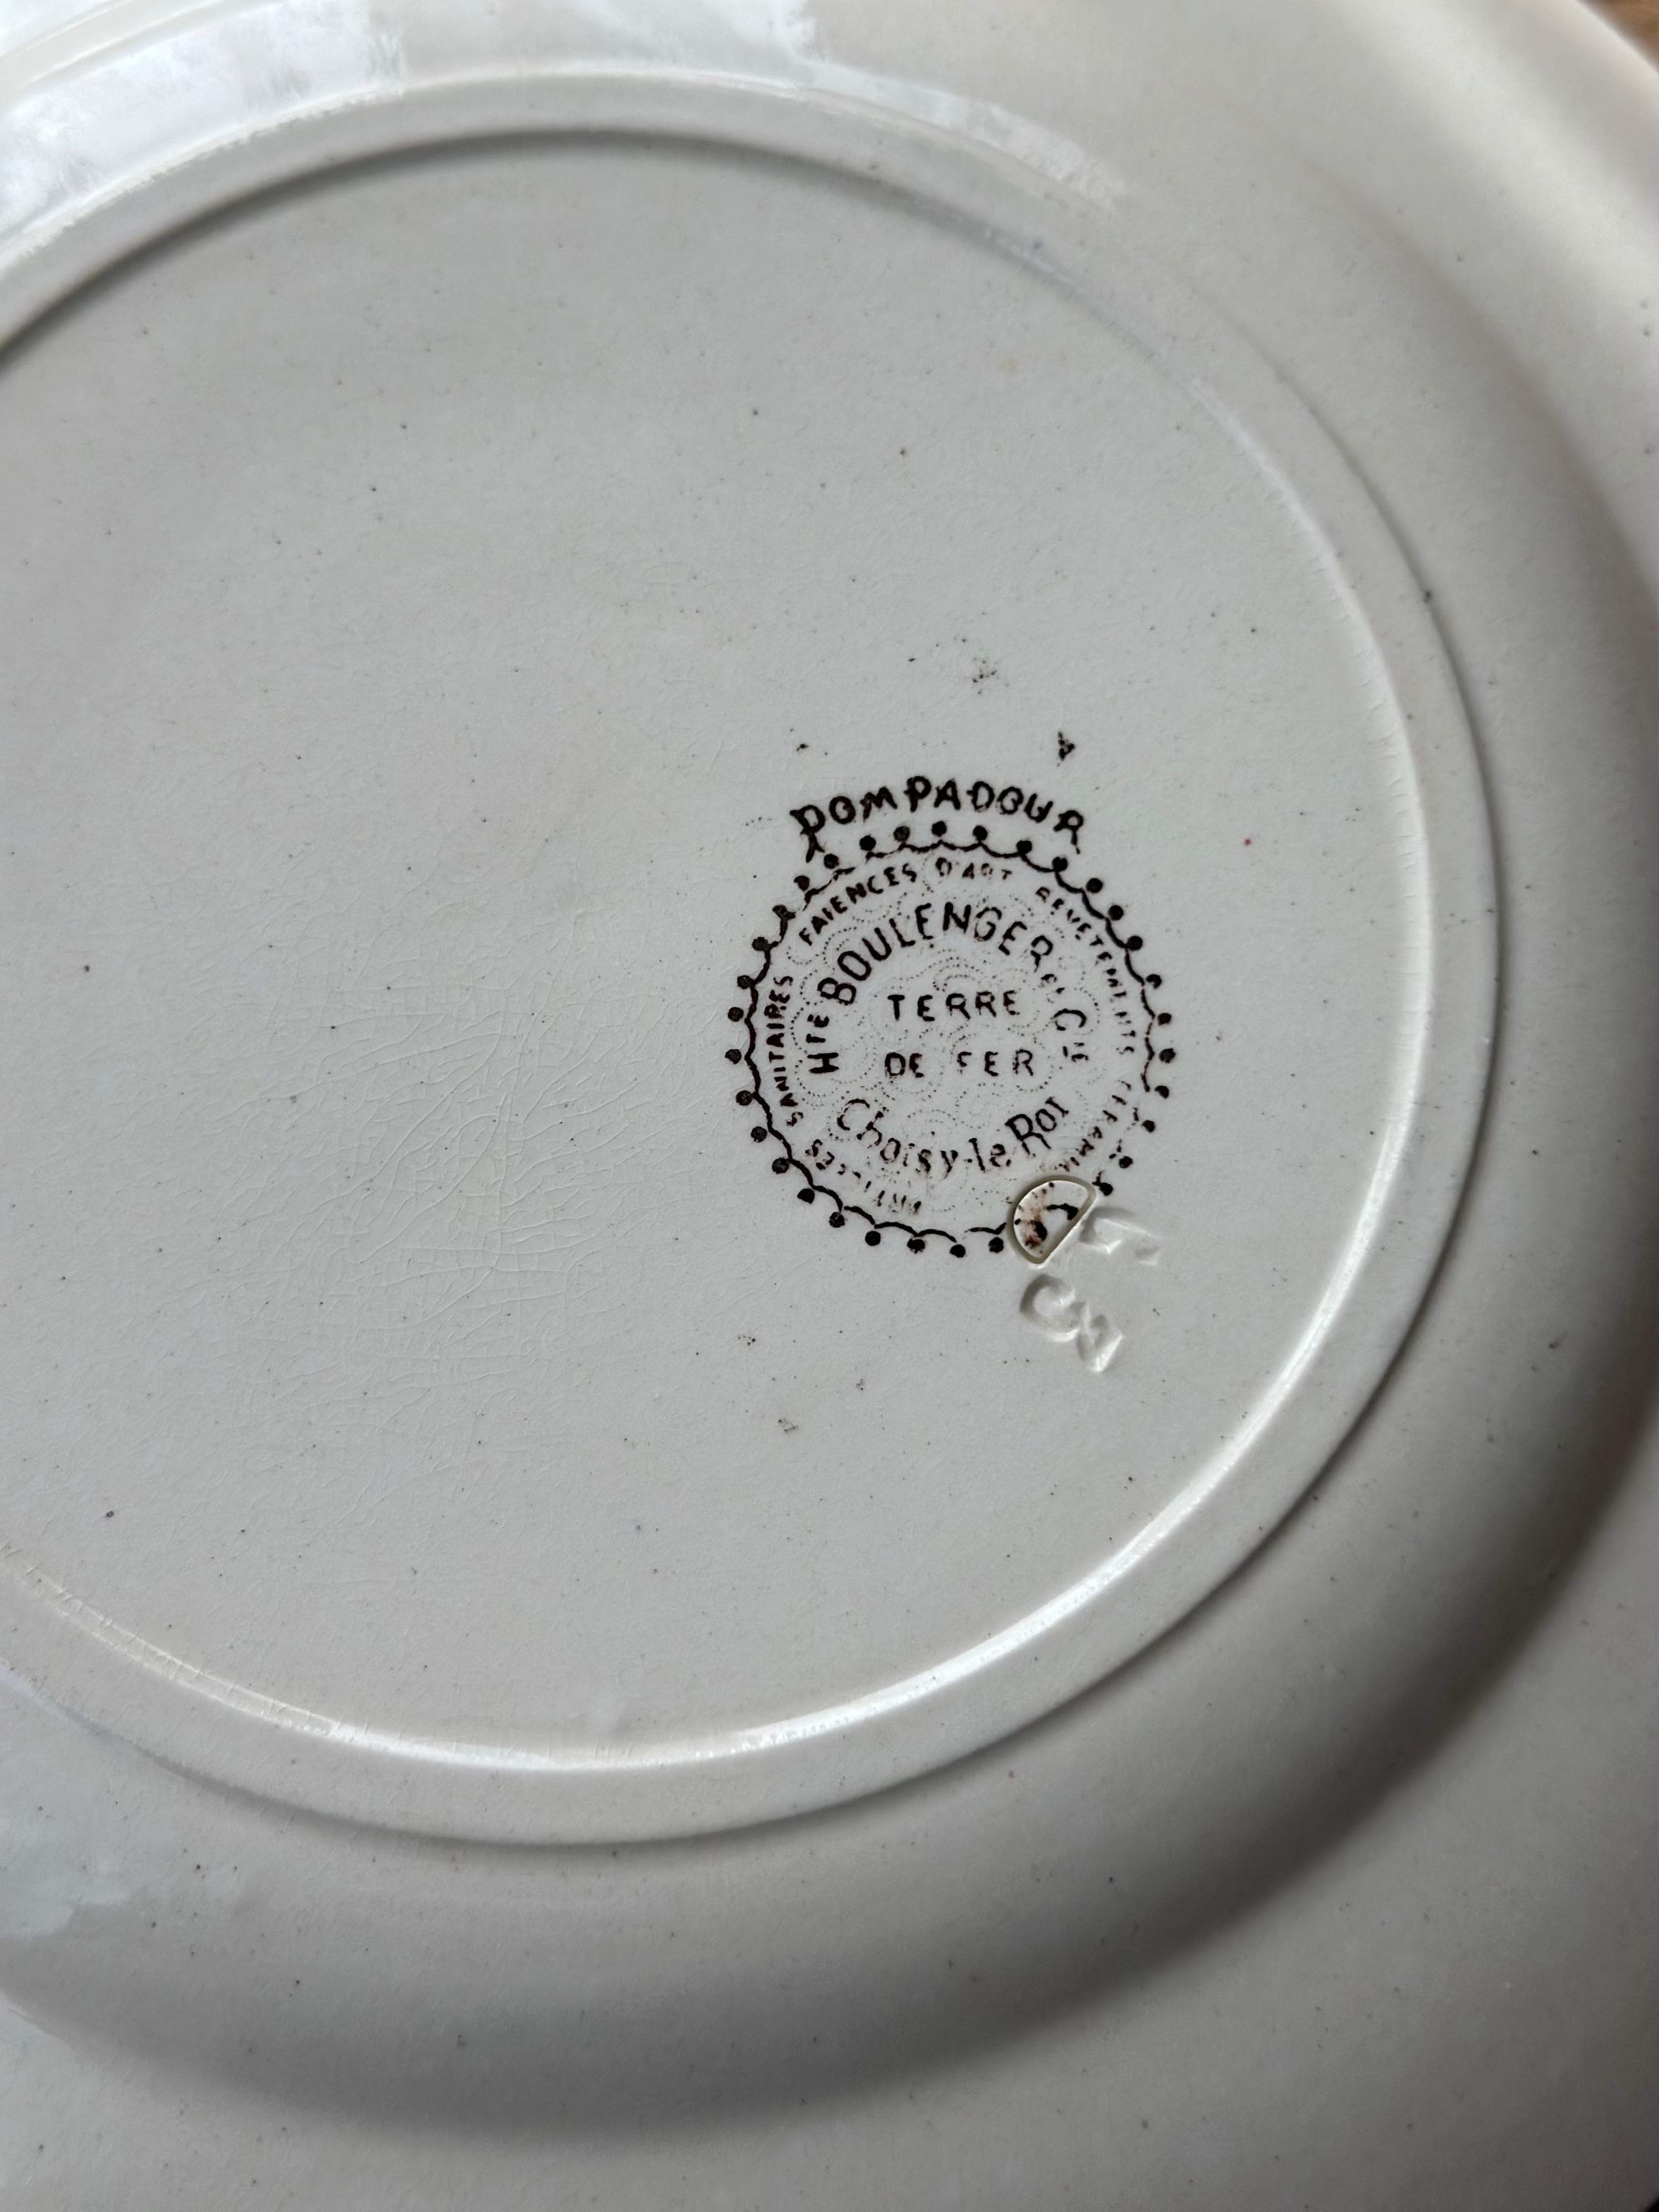 POMPADOUR
FAIENCES D'ART REVETEMENTS
SANITAIRES
HTE BOULENGER & CIE
TERRE
DE FER
Choisy-le-Roi